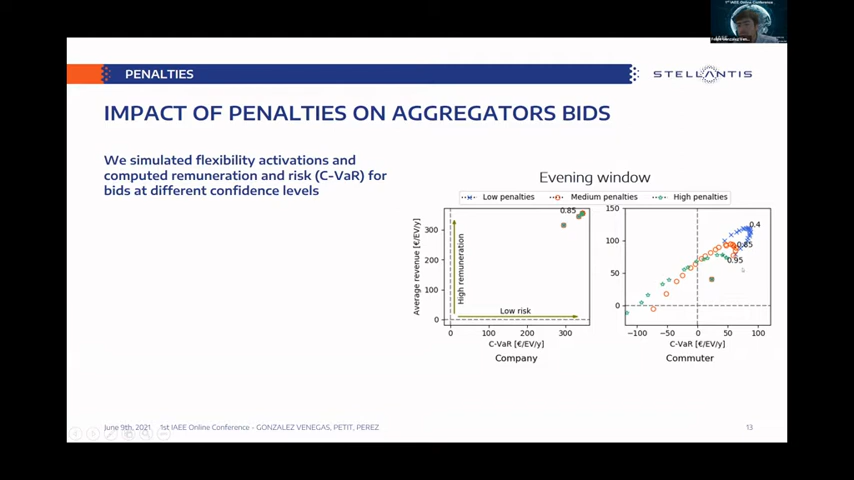 1st IAEE Online Conference
PENALTIES
STELLANTIS
IMPACT OF PENALTIES ON AGGREGATORS BIDS
We simulated flexibility activations and
computed remuneration and risk (C-VaR) for
bids at different confidence levels
Evening window
Low penalties
Medium penalties
High penalties
Average revenue [€/EV/y]
300
200
100
0
0.85
High remuneration
Low risk
0
100
200
300
C-VaR [€/EV/y]
Company
150
100
50
0
0.4
0.85
0.95
−100
−50
0
50
100
C-VaR [€/EV/y]
Commuter
June 9th, 2021
1st IAEE Online Conference - GONZALEZ VENEGAS, PETIT, PEREZ
13